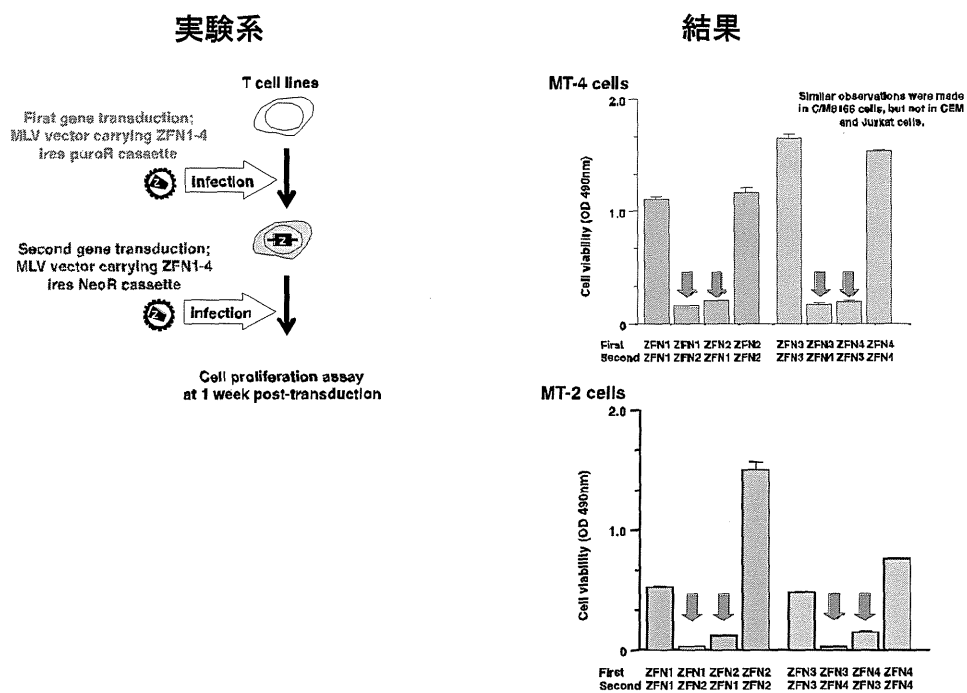 実験系
T cell lines
First gene transduction;
MLV vector carrying ZFN1-4
ires puroR cassette
Infection
Z
Second gene transduction;
MLV vector carrying ZFN1-4
ires NeoR cassette
Infection
Cell proliferation assay
at 1 week post-transduction
結果
MT-4 cells
Similar observations were made
in C/M8166 cells, but not in CEM
and Jurkat cells.
Cell viability (OD 490nm)
2.0
1.0
0
First ZFN1 ZFN1 ZFN2 ZFN2 ZFN3 ZFN3 ZFN4 ZFN4
Second ZFN1 ZFN2 ZFN1 ZFN2 ZFN3 ZFN4 ZFN3 ZFN4
MT-2 cells
Cell viability (OD 490nm)
2.0
1.0
0
First ZFN1 ZFN1 ZFN2 ZFN2 ZFN3 ZFN3 ZFN4 ZFN4
Second ZFN1 ZFN2 ZFN1 ZFN2 ZFN3 ZFN4 ZFN3 ZFN4